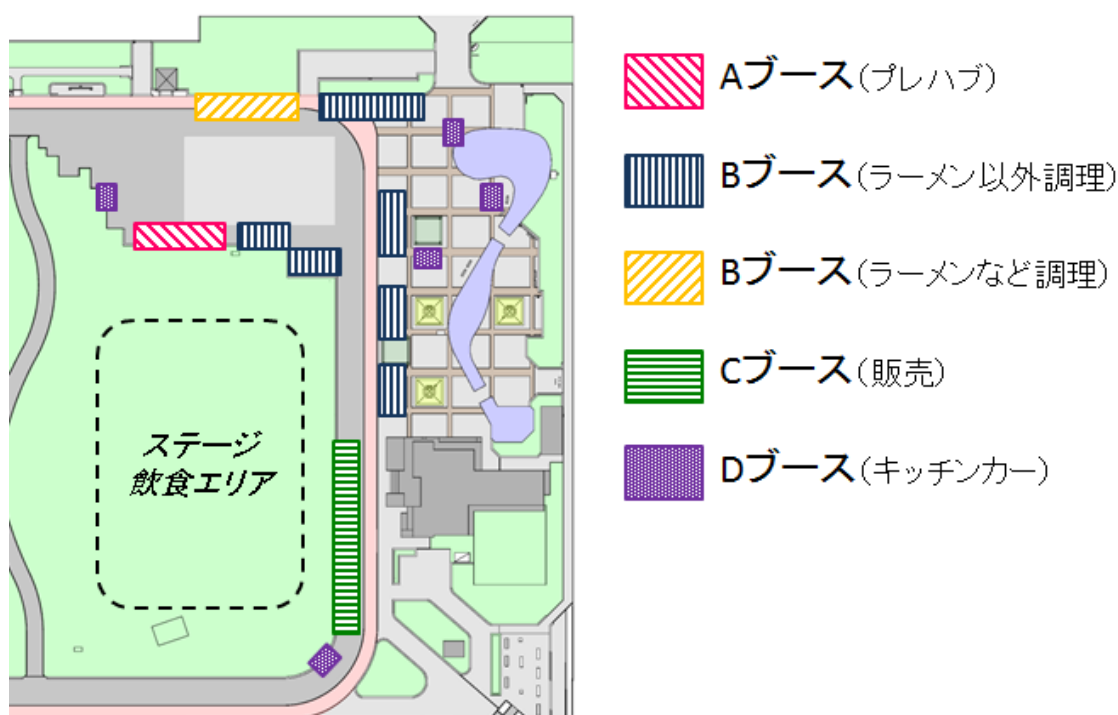 Aブース(プレハブ)
Bブース(ラーメン以外調理)
Bブース(ラーメンなど調理)
Cブース(販売)
Dブース(キッチンカー)
ステージ
飲食エリア